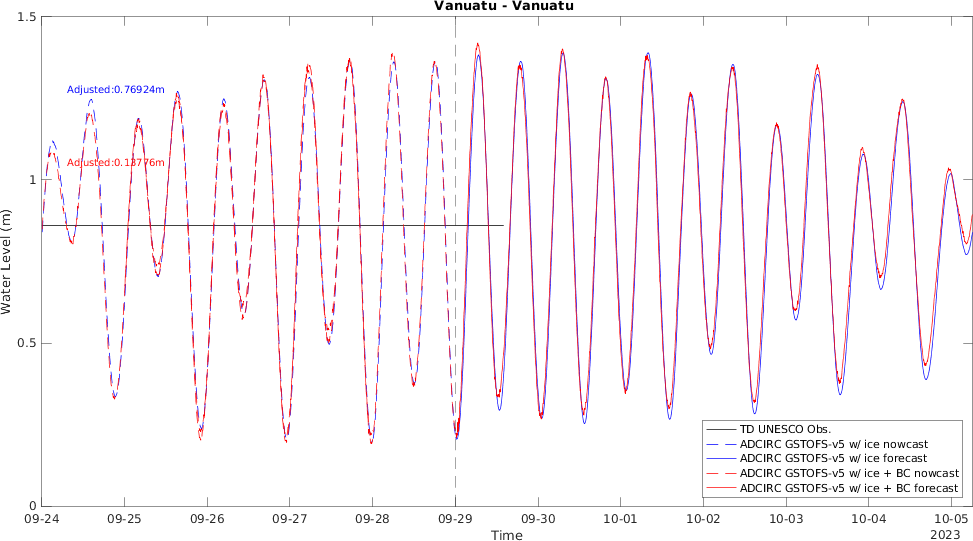 Vanuatu - Vanuatu
1.5
1
0.5
0
Water Level (m)
Adjusted:0.76924m
Adjusted:0.13776m
TD UNESCO Obs.
ADCIRC GSTOFS-v5 w/ ice nowcast
ADCIRC GSTOFS-v5 w/ ice forecast
ADCIRC GSTOFS-v5 w/ ice + BC nowcast
ADCIRC GSTOFS-v5 w/ ice + BC forecast
09-24 09-25 09-26 09-27 09-28 09-29 09-30 10-01 10-02 10-03 10-04 10-05
Time 2023